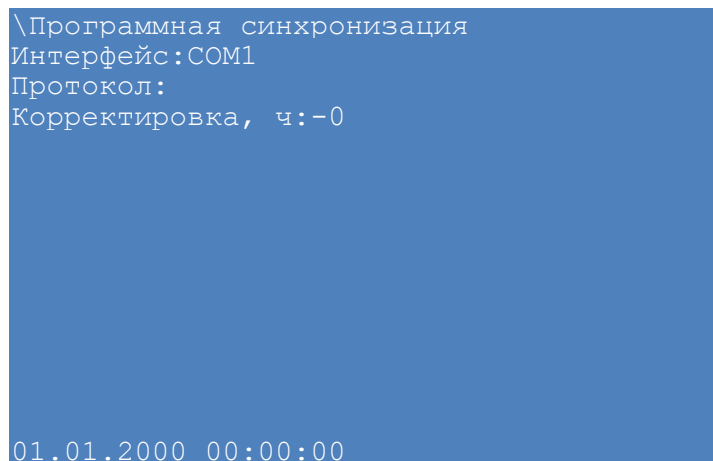 \Программная синхронизация
Интерфейс:COM1
Протокол:
Корректировка, ч:-0
01.01.2000 00:00:00